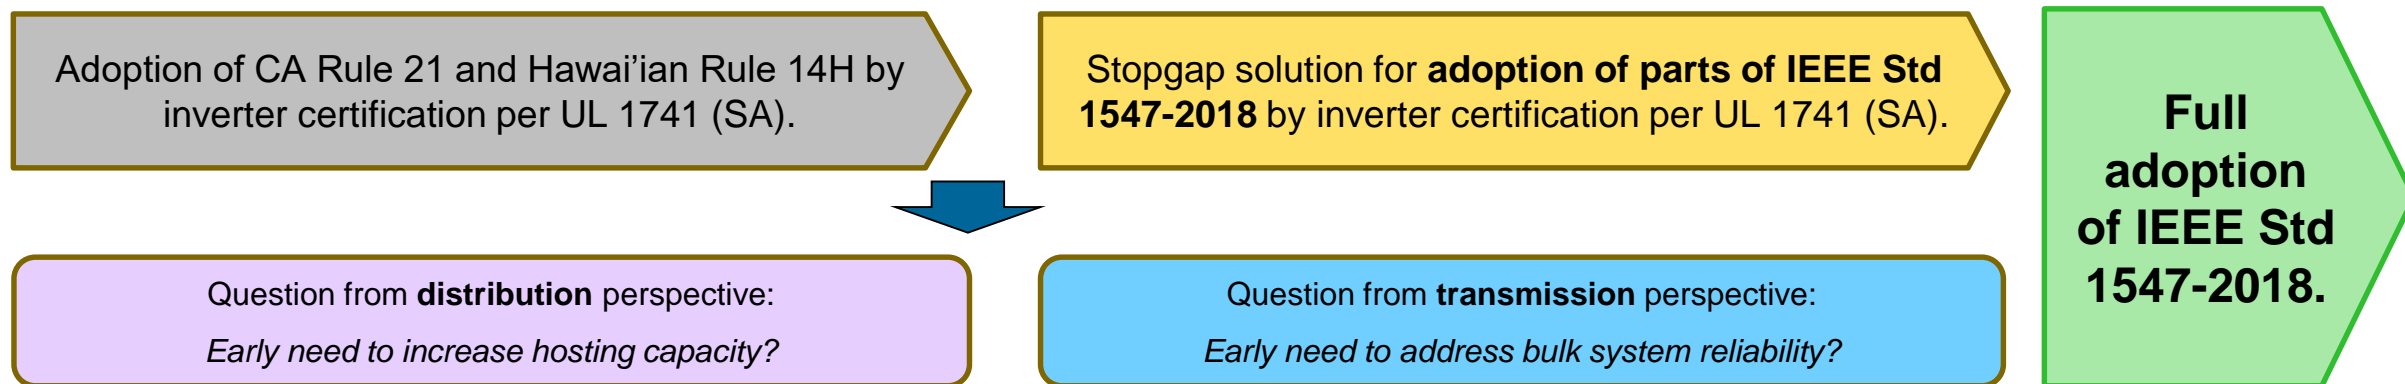 Adoption of CA Rule 21 and Hawai’ian Rule 14H by
inverter certification per UL 1741 (SA).
Stopgap solution for adoption of parts of IEEE Std
1547-2018 by inverter certification per UL 1741 (SA).
Full
adoption
of IEEE Std
1547-2018.
Question from distribution perspective:
Early need to increase hosting capacity?
Question from transmission perspective:
Early need to address bulk system reliability?